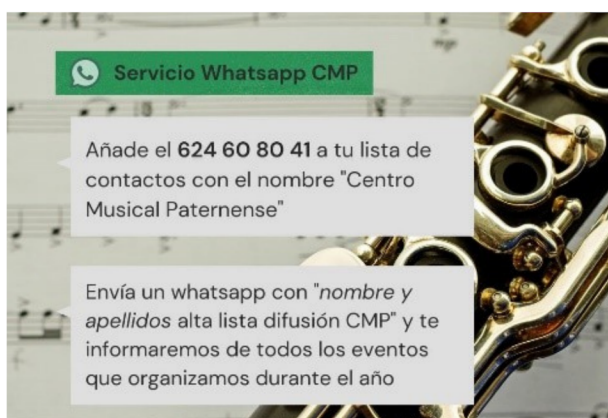 Servicio Whatsapp CMP
Añade el 624 60 80 41 a tu lista de
contactos con el nombre "Centro
Musical Paternense"
Envía un whatsapp con "nombre y
apellidos alta lista difusión CMP" y te
informaremos de todos los eventos
que organizamos durante el año